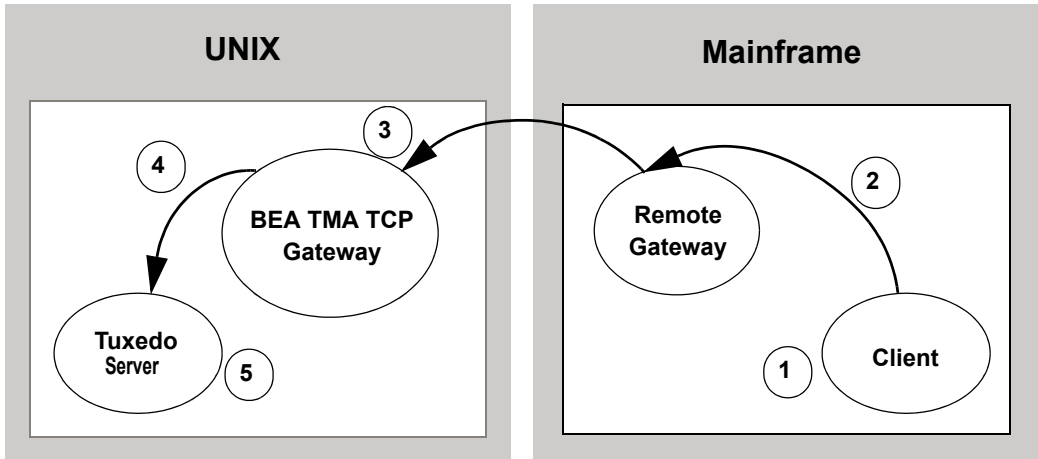 UNIX
Mainframe
3
4
BEA TMA TCP
Gateway
Tuxedo
Server
5
2
Remote
Gateway
1
Client